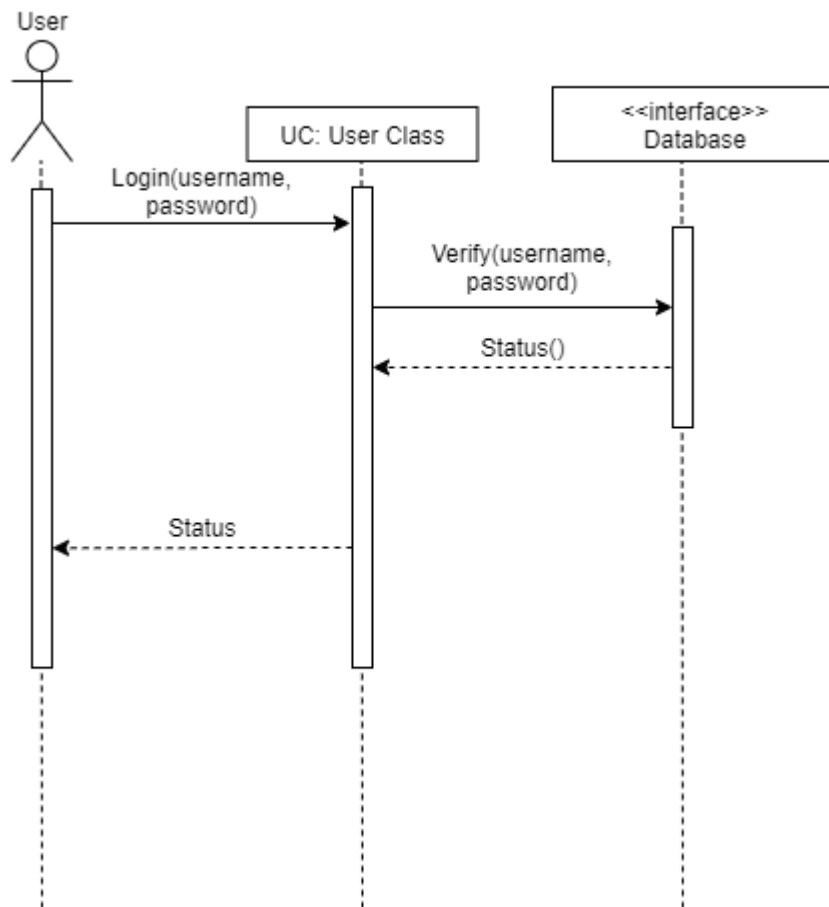 User
UC: User Class
<<interface>>
Database
Login(username,
password)
Verify(username,
password)
Status()
Status